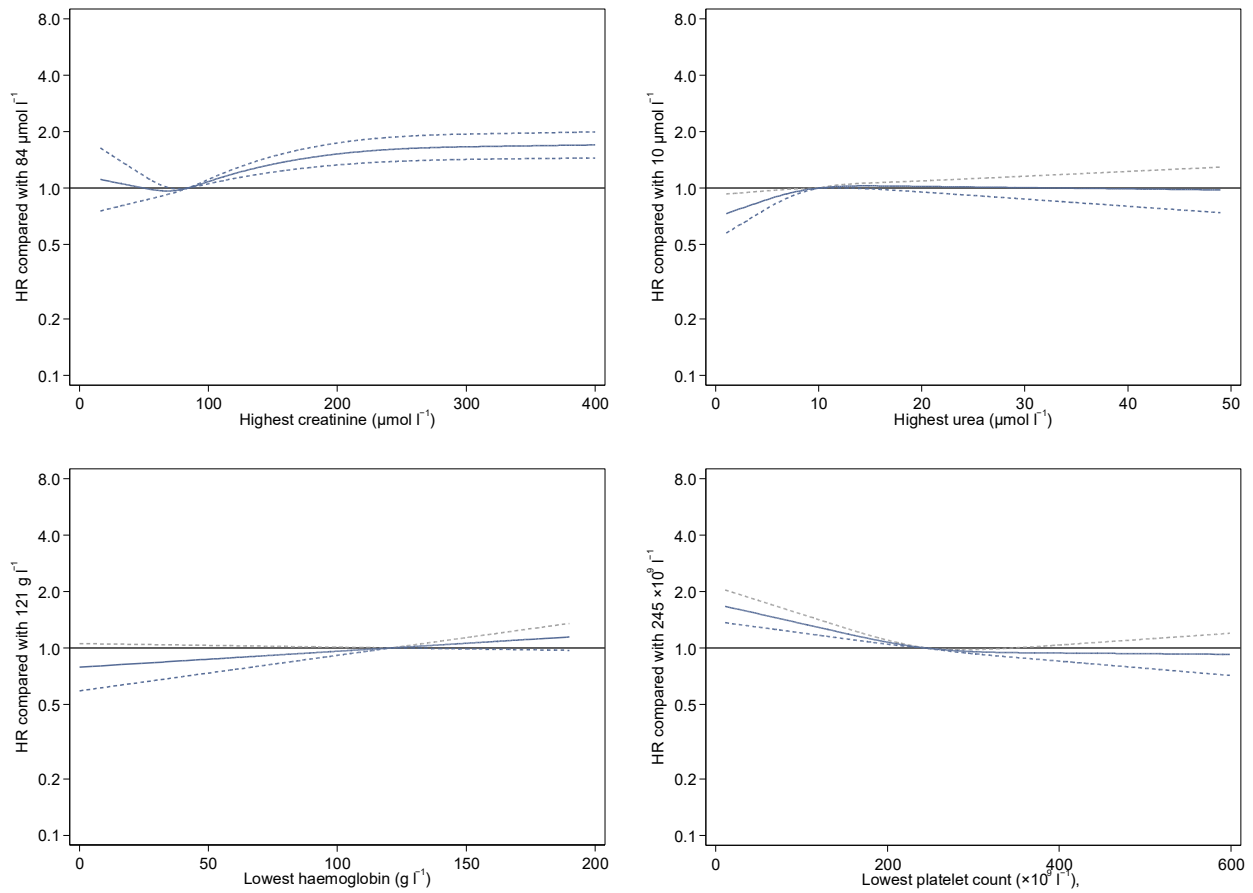 8.0
4.0
2.0
1.0
0.5
0.2
0.1
HR compared with 84 µmol l⁻¹
0 100 200 300 400
Highest creatinine (µmol l⁻¹)
8.0
4.0
2.0
1.0
0.5
0.2
0.1
HR compared with 10 µmol l⁻¹
0 10 20 30 40 50
Highest urea (µmol l⁻¹)
8.0
4.0
2.0
1.0
0.5
0.2
0.1
HR compared with 121 g l⁻¹
0 50 100 150 200
Lowest haemoglobin (g l⁻¹)
8.0
4.0
2.0
1.0
0.5
0.2
0.1
HR compared with 245 ×10⁹ l⁻¹
0 200 400 600
Lowest platelet count (×10⁹ l⁻¹),